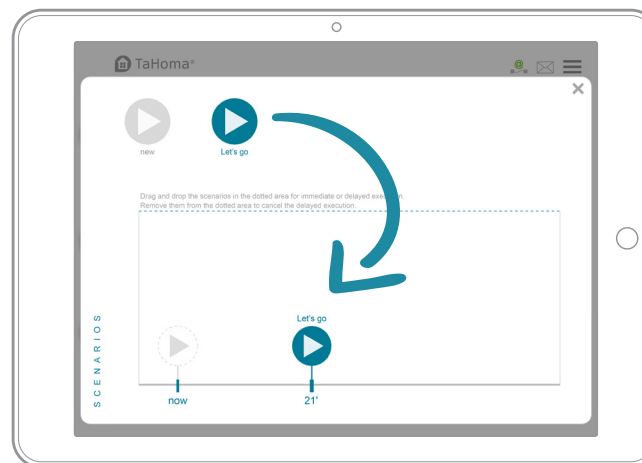 TaHoma®
new
Let's go
Drag and drop the scenarios in the dotted area for immediate or delayed execution.
Remove them from the dotted area to cancel the delayed execution.
Let's go
SCENARIOS
now
21'